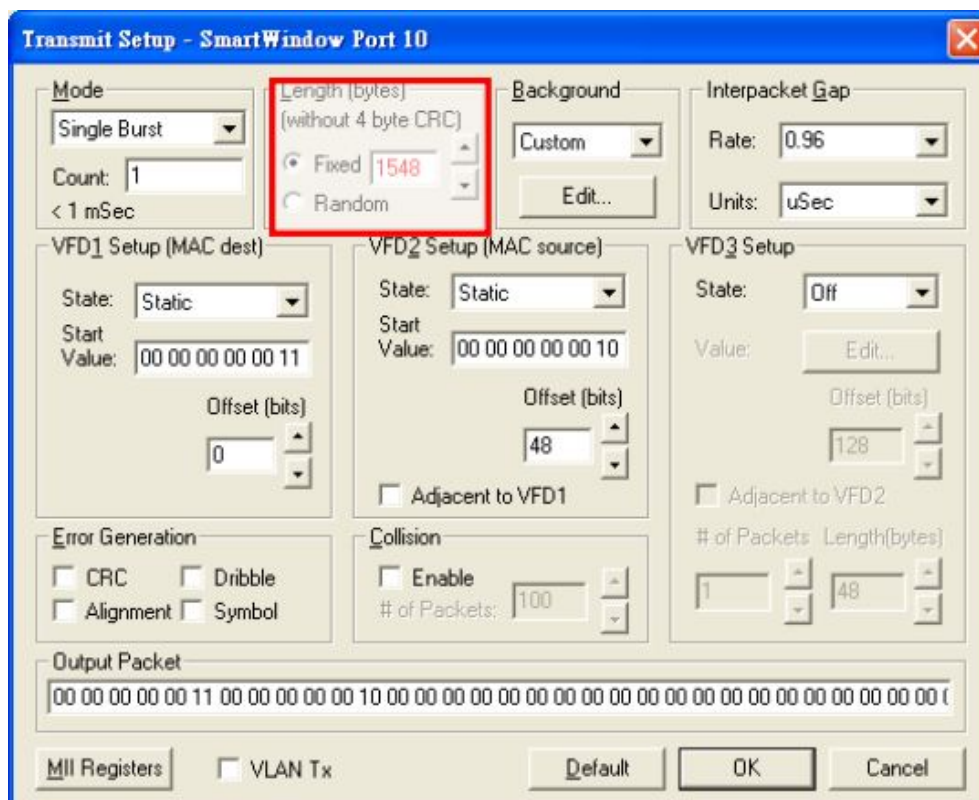 Transmit Setup - SmartWindow Port 10
Mode
Single Burst
Count: 1
< 1 mSec
Length (bytes)
(without 4 byte CRC)
Fixed 1548
Random
Background
Custom
Edit...
Interpacket Gap
Rate: 0.96
Units: uSec
VFD1 Setup (MAC dest)
State: Static
Start
Value: 00 00 00 00 00 11
Offset (bits)
0
VFD2 Setup (MAC source)
State: Static
Start
Value: 00 00 00 00 00 10
Offset (bits)
48
Adjacent to VFD1
VFD3 Setup
State: Off
Value: Edit...
Offset (bits)
128
Adjacent to VFD2
# of Packets Length(bytes)
1 48
Error Generation
CRC Dribble
Alignment Symbol
Collision
Enable
# of Packets: 100
Output Packet
00 00 00 00 00 11 00 00 00 00 00 10 00 00 00 00 00 00 00 00 00 00 00 00 00 00 00 00 00 00 00 00
MII Registers VLAN Tx Default OK Cancel